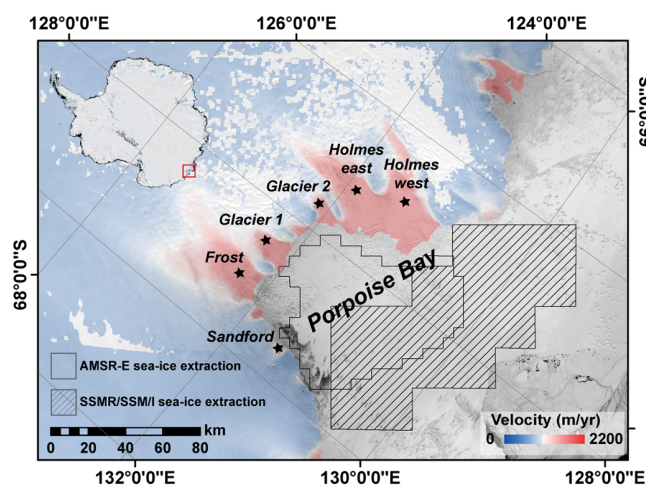 128°0'0"E
126°0'0"E
124°0'0"E
66°0'0"S
Holmes
east
Holmes
west
Glacier 2
Glacier 1
Frost
68°0'0"S
Porpoise Bay
Sandford
AMSR-E sea-ice extraction
SSMR/SSM/I sea-ice extraction
km
0 20 40 60 80
Velocity (m/yr)
0 2200
132°0'0"E
130°0'0"E
128°0'0"E